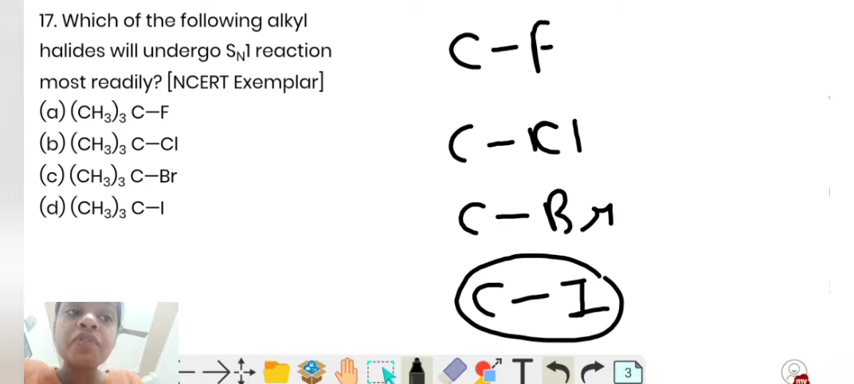 17. Which of the following alkyl
halides will undergo SN1 reaction
most readily? [NCERT Exemplar]
(a) (CH3)3 C–F
(b) (CH3)3 C–Cl
(c) (CH3)3 C–Br
(d) (CH3)3 C–I
C-F
C-Cl
C-Br
C-I
T
3
my